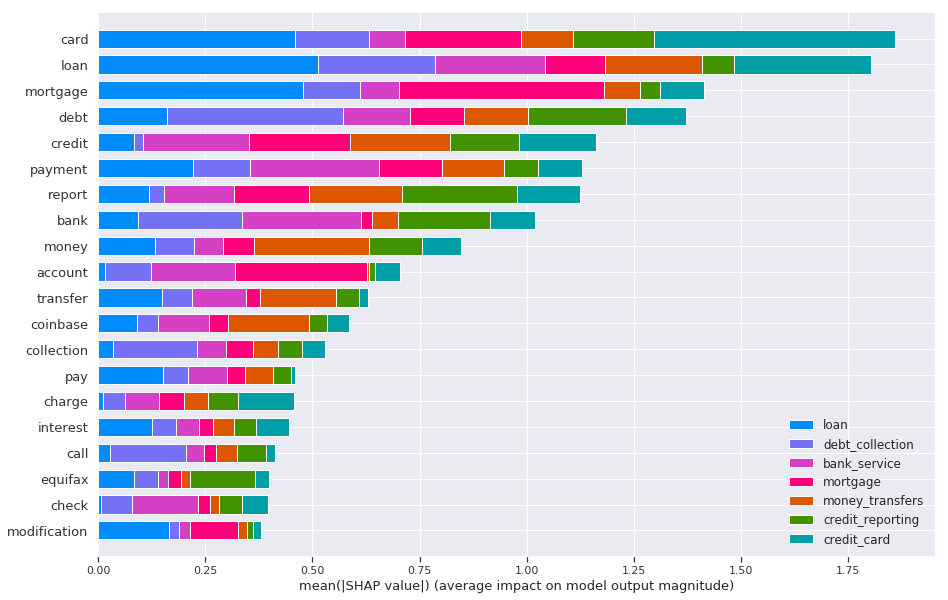 card
loan
mortgage
debt
credit
payment
report
bank
money
account
transfer
coinbase
collection
pay
charge
interest
call
equifax
check
modification
loan
debt_collection
bank_service
mortgage
money_transfers
credit_reporting
credit_card
0.00 0.25 0.50 0.75 1.00 1.25 1.50 1.75
mean(|SHAP value|) (average impact on model output magnitude)